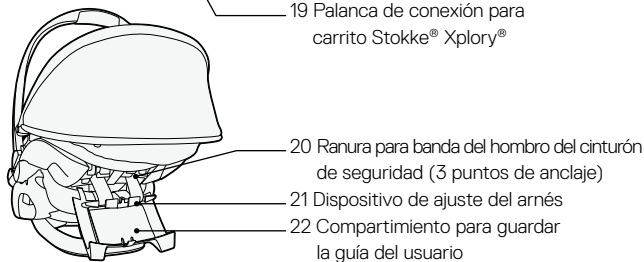 19 Palanca de conexión para
carrito Stokke® Xplory®
20 Ranura para banda del hombro del cinturón
de seguridad (3 puntos de anclaje)
21 Dispositivo de ajuste del arnés
22 Compartimiento para guardar
la guía del usuario